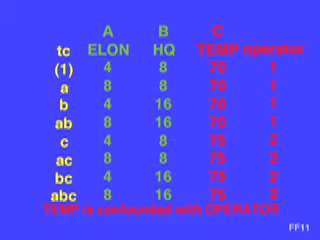 A B C
tc ELON HQ TEMP operator
(1) 4 8 70 1
a 8 8 70 1
b 4 16 70 1
ab 8 16 70 1
c 4 8 75 2
ac 8 8 75 2
bc 4 16 75 2
abc 8 16 75 2
TEMP is confounded with OPERATOR
FF11